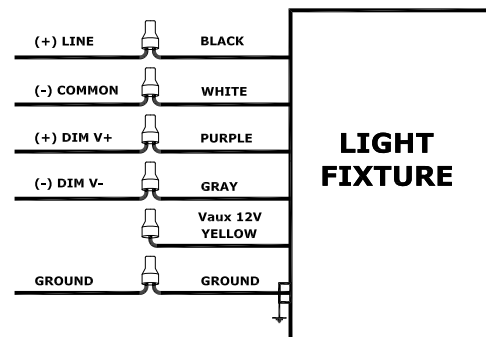 (+) LINE BLACK
(-) COMMON WHITE
(+) DIM V+ PURPLE
(-) DIM V- GRAY
Vaux 12V
YELLOW
GROUND GROUND
LIGHT
FIXTURE